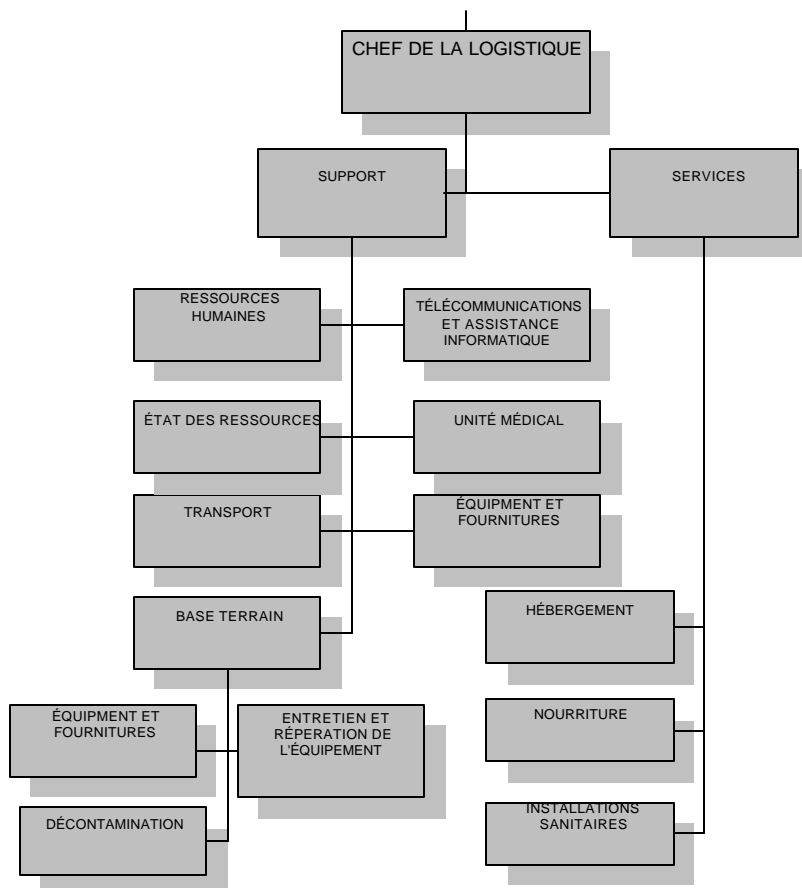 CHEF DE LA LOGISTIQUE
SUPPORT
SERVICES
RESSOURCES
HUMAINES
TÉLÉCOMMUNICATIONS
ET ASSISTANCE
INFORMATIQUE
ÉTAT DES RESSOURCES
UNITÉ MÉDICAL
TRANSPORT
ÉQUIPMENT ET
FOURNITURES
BASE TERRAIN
HÉBERGEMENT
ÉQUIPMENT ET
FOURNITURES
ENTRETIEN ET
RÉPERATION DE
L'ÉQUIPEMENT
NOURRITURE
DÉCONTAMINATION
INSTALLATIONS
SANITAIRES